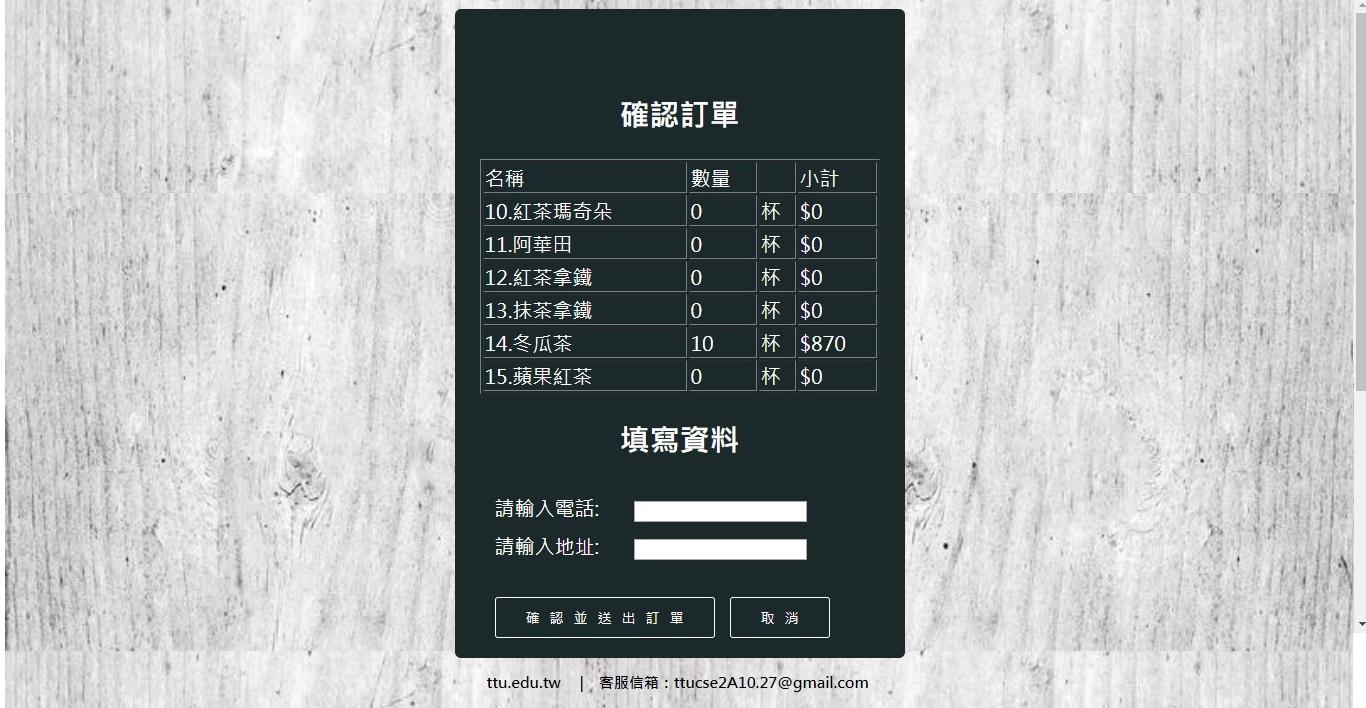 確認訂單
名稱 數量 小計
10.紅茶瑪奇朵 0 杯 $0
11.阿華田 0 杯 $0
12.紅茶拿鐵 0 杯 $0
13.抹茶拿鐵 0 杯 $0
14.冬瓜茶 10 杯 $870
15.蘋果紅茶 0 杯 $0
填寫資料
請輸入電話:
請輸入地址:
確認並送出訂單 取消
ttu.edu.tw | 客服信箱：ttucse2A10.27@gmail.com